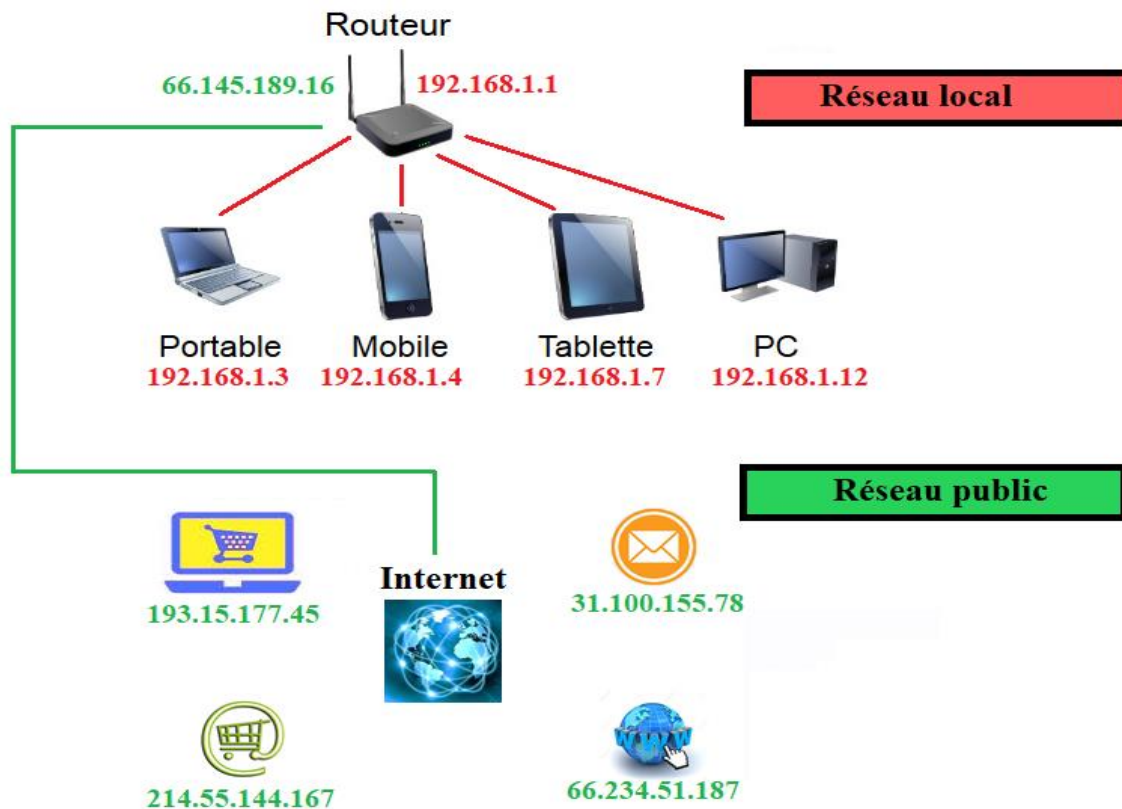 Routeur
66.145.189.16
192.168.1.1
Réseau local
Portable
Mobile
Tablette
PC
192.168.1.3
192.168.1.4
192.168.1.7
192.168.1.12
Réseau public
Internet
193.15.177.45
31.100.155.78
WWW
214.55.144.167
66.234.51.187